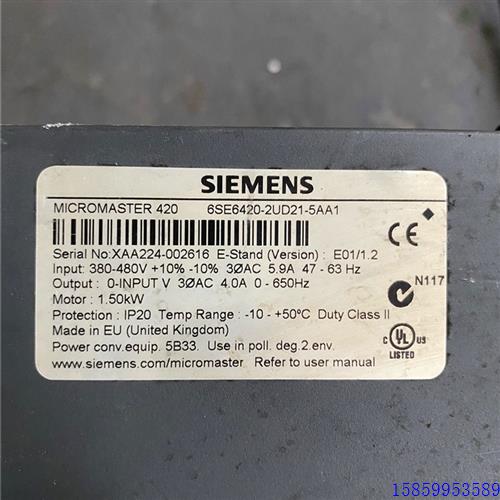 SIEMENS
MICROMASTER 420 6SE6420-2UD21-5AA1
Serial No:XAA224-002616 E-Stand (Version) : E01/1.2
Input: 380-480V +10% -10% 3ØAC 5.9A 47 - 63 Hz
Output : 0-INPUT V 3ØAC 4.0A 0 - 650Hz
Motor : 1.50kW
Protection : IP20 Temp Range : -10 - +50°C Duty Class II
Made in EU (United Kingdom)
Power conv.equip. 5B33. Use in poll. deg.2.env.
www.siemens.com/micromaster Refer to user manual
CE
N117
C UL US
LISTED
15859953589